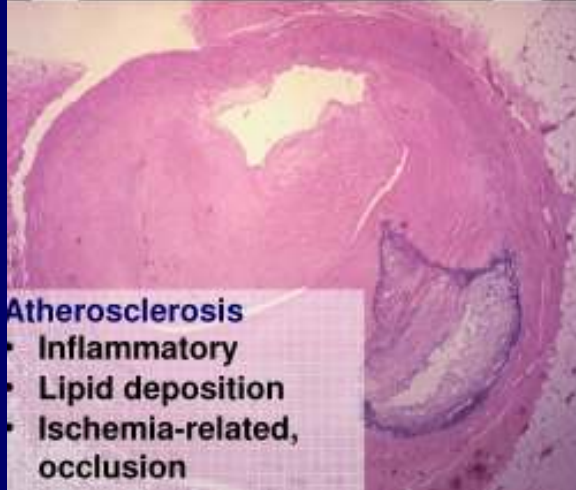 Atherosclerosis
• Inflammatory
• Lipid deposition
• Ischemia-related,
occlusion